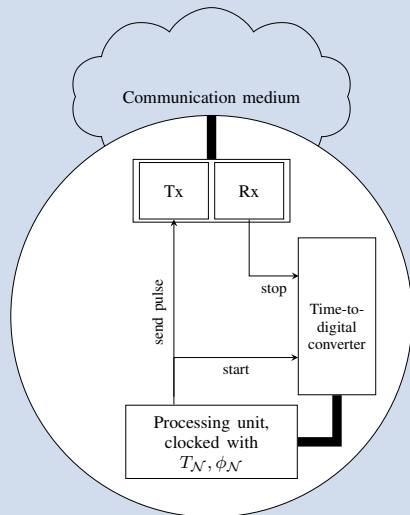 Communication medium
Tx
Rx
send pulse
stop
start
Time-to-
digital
converter
Processing unit,
clocked with
T_𝒩, ϕ_𝒩